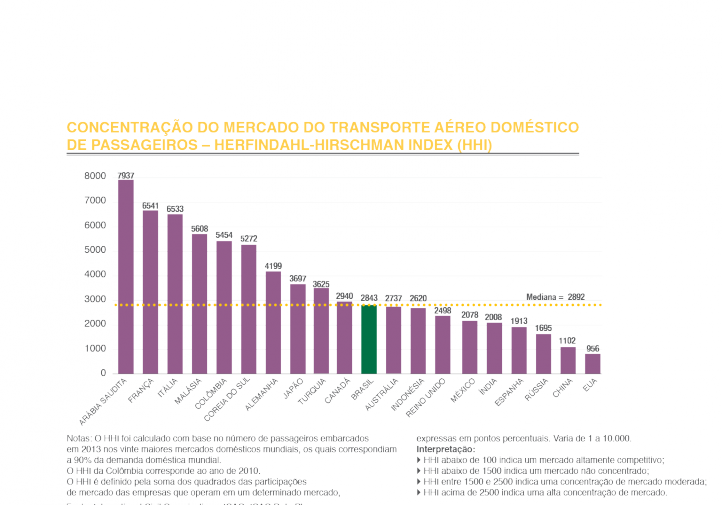 CONCENTRAÇÃO DO MERCADO DO TRANSPORTE AÉREO DOMÉSTICO
DE PASSAGEIROS – HERFINDAHL-HIRSCHMAN INDEX (HHI)
8000
7000
6000
5000
4000
3000
2000
1000
0
7937
6541
6533
5608
5454
5272
4199
3697
3625
2940
2843
2737
2620
2498
2078
2008
1913
1695
1102
956
Mediana = 2892
ARÁBIA SAUDITA
FRANÇA
ITÁLIA
MALÁSIA
COLÔMBIA
COREIA DO SUL
ALEMANHA
JAPÃO
TURQUIA
CANADÁ
BRASIL
AUSTRÁLIA
INDONÉSIA
REINO UNIDO
MÉXICO
ÍNDIA
ESPANHA
RÚSSIA
CHINA
EUA
Notas: O HHI foi calculado com base no número de passageiros embarcados
em 2013 nos vinte maiores mercados domésticos mundiais, os quais correspondiam
a 90% da demanda doméstica mundial.
O HHI da Colômbia corresponde ao ano de 2010.
O HHI é definido pela soma dos quadrados das participações
de mercado das empresas que operam em um determinado mercado,
expressas em pontos percentuais. Varia de 1 a 10.000.
Interpretação:
HHI abaixo de 100 indica um mercado altamente competitivo;
HHI abaixo de 1500 indica um mercado não concentrado;
HHI entre 1500 e 2500 indica uma concentração de mercado moderada;
HHI acima de 2500 indica uma alta concentração de mercado.